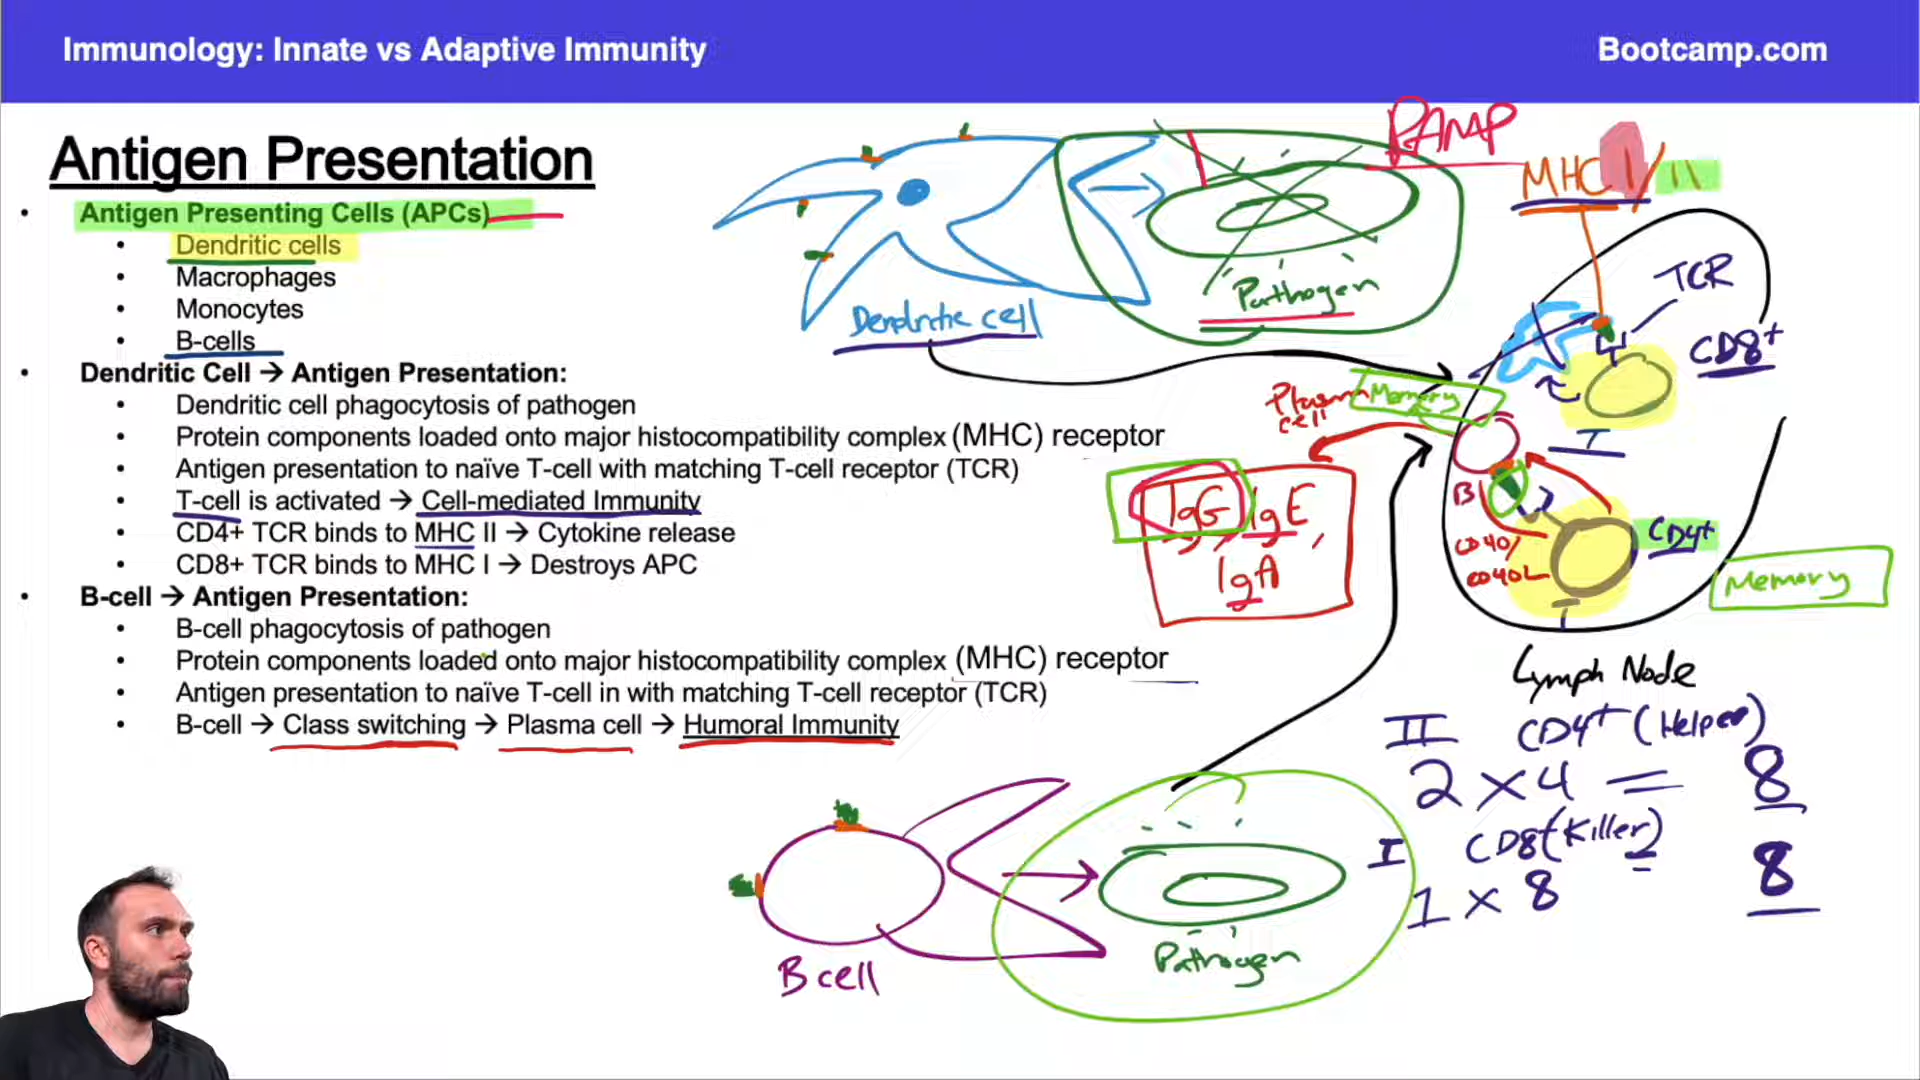 Immunology: Innate vs Adaptive Immunity
Bootcamp.com
Antigen Presentation
• Antigen Presenting Cells (APCs)
• Dendritic cells
• Macrophages
• Monocytes
• B-cells
• Dendritic Cell → Antigen Presentation:
• Dendritic cell phagocytosis of pathogen
• Protein components loaded onto major histocompatibility complex (MHC) receptor
• Antigen presentation to naïve T-cell with matching T-cell receptor (TCR)
• T-cell is activated → Cell-mediated Immunity
• CD4+ TCR binds to MHC II → Cytokine release
• CD8+ TCR binds to MHC I → Destroys APC
• B-cell → Antigen Presentation:
• B-cell phagocytosis of pathogen
• Protein components loaded onto major histocompatibility complex (MHC) receptor
• Antigen presentation to naïve T-cell in with matching T-cell receptor (TCR)
• B-cell → Class switching → Plasma cell → Humoral Immunity
PAMP
MHC I/II
Dendritic cell
Pathogen
TCR
CD8+
I
Plasma
cell
Memory
IgG, IgE,
IgA
B
CD40/
CD40L
CD4+
Memory
Lymph Node
II CD4+ (Helper)
2 x 4 = 8
I CD8 (Killer)
1 x 8 8
B cell
Pathogen